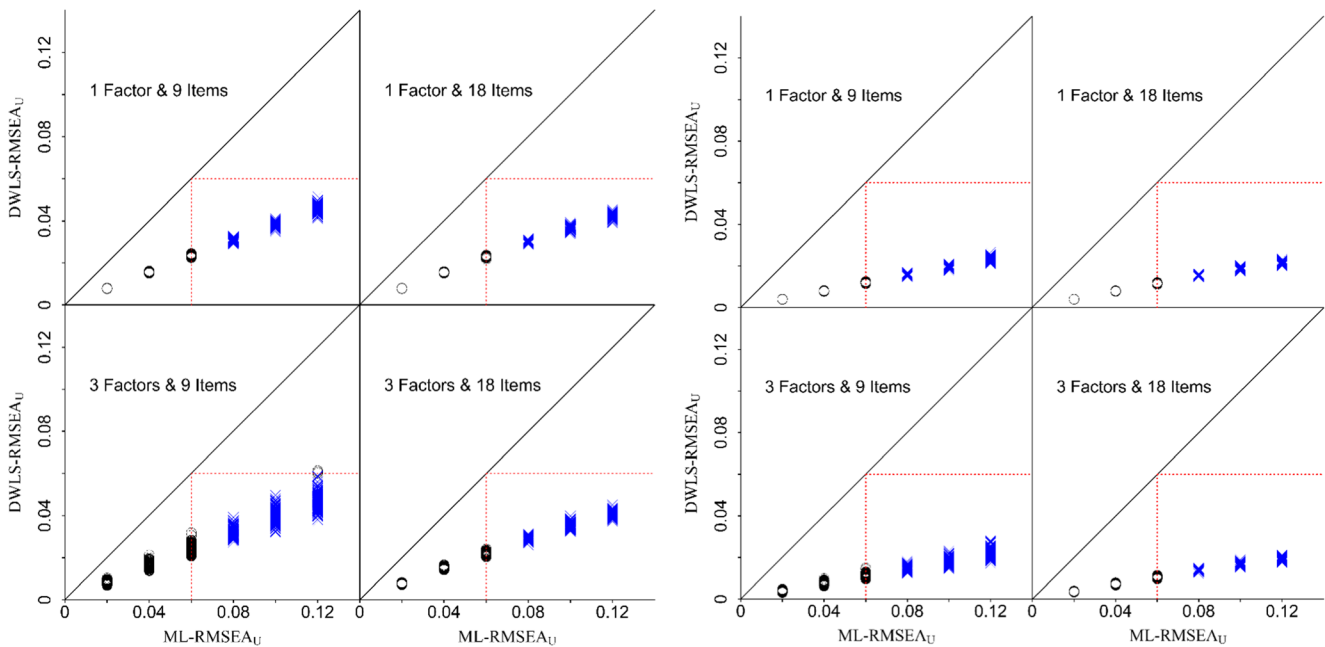 0.12
0.08
0.04
0
DWLS-RMSEA_U
1 Factor & 9 Items
1 Factor & 18 Items
0.12
0.08
0.04
0
DWLS-RMSEA_U
3 Factors & 9 Items
3 Factors & 18 Items
0 0.04 0.08 0.12 0 0.04 0.08 0.12
ML-RMSEA_U ML-RMSEA_U
0.12
0.08
0.04
0
DWLS-RMSEA_U
1 Factor & 9 Items
1 Factor & 18 Items
0.12
0.08
0.04
0
DWLS-RMSEA_U
3 Factors & 9 Items
3 Factors & 18 Items
0 0.04 0.08 0.12 0 0.04 0.08 0.12
ML-RMSEA_U ML-RMSEA_U